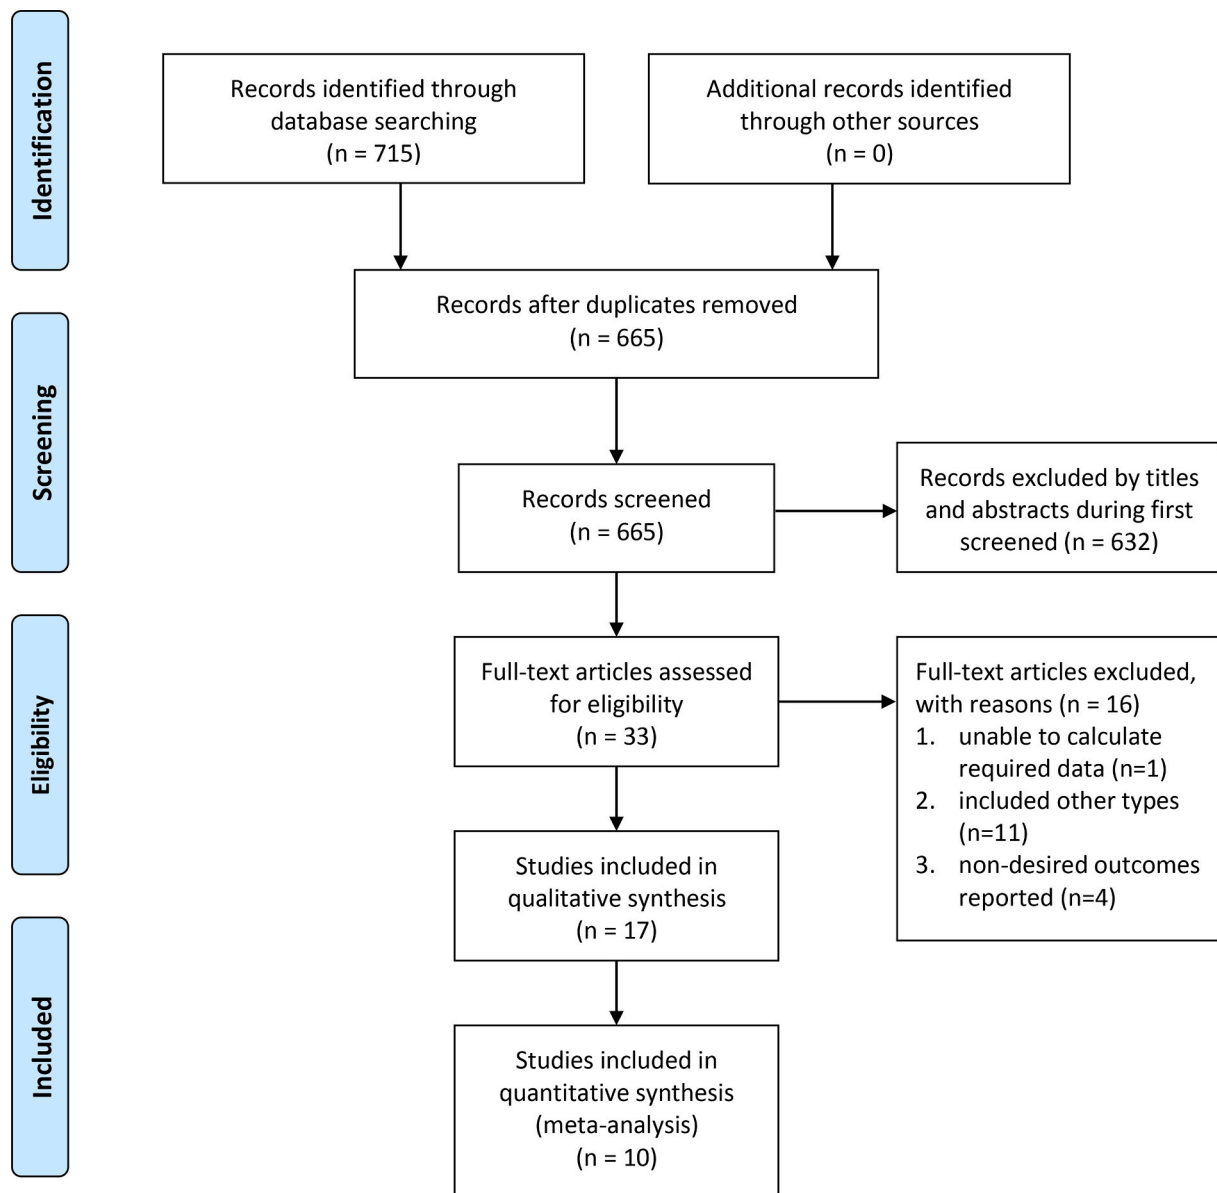 Identification
Records identified through
database searching
(n = 715)
Additional records identified
through other sources
(n = 0)
Records after duplicates removed
(n = 665)
Screening
Records screened
(n = 665)
Records excluded by titles
and abstracts during first
screened (n = 632)
Eligibility
Full-text articles assessed
for eligibility
(n = 33)
Full-text articles excluded,
with reasons (n = 16)
1. unable to calculate
required data (n=1)
2. included other types
(n=11)
3. non-desired outcomes
reported (n=4)
Studies included in
qualitative synthesis
(n = 17)
Included
Studies included in
quantitative synthesis
(meta-analysis)
(n = 10)